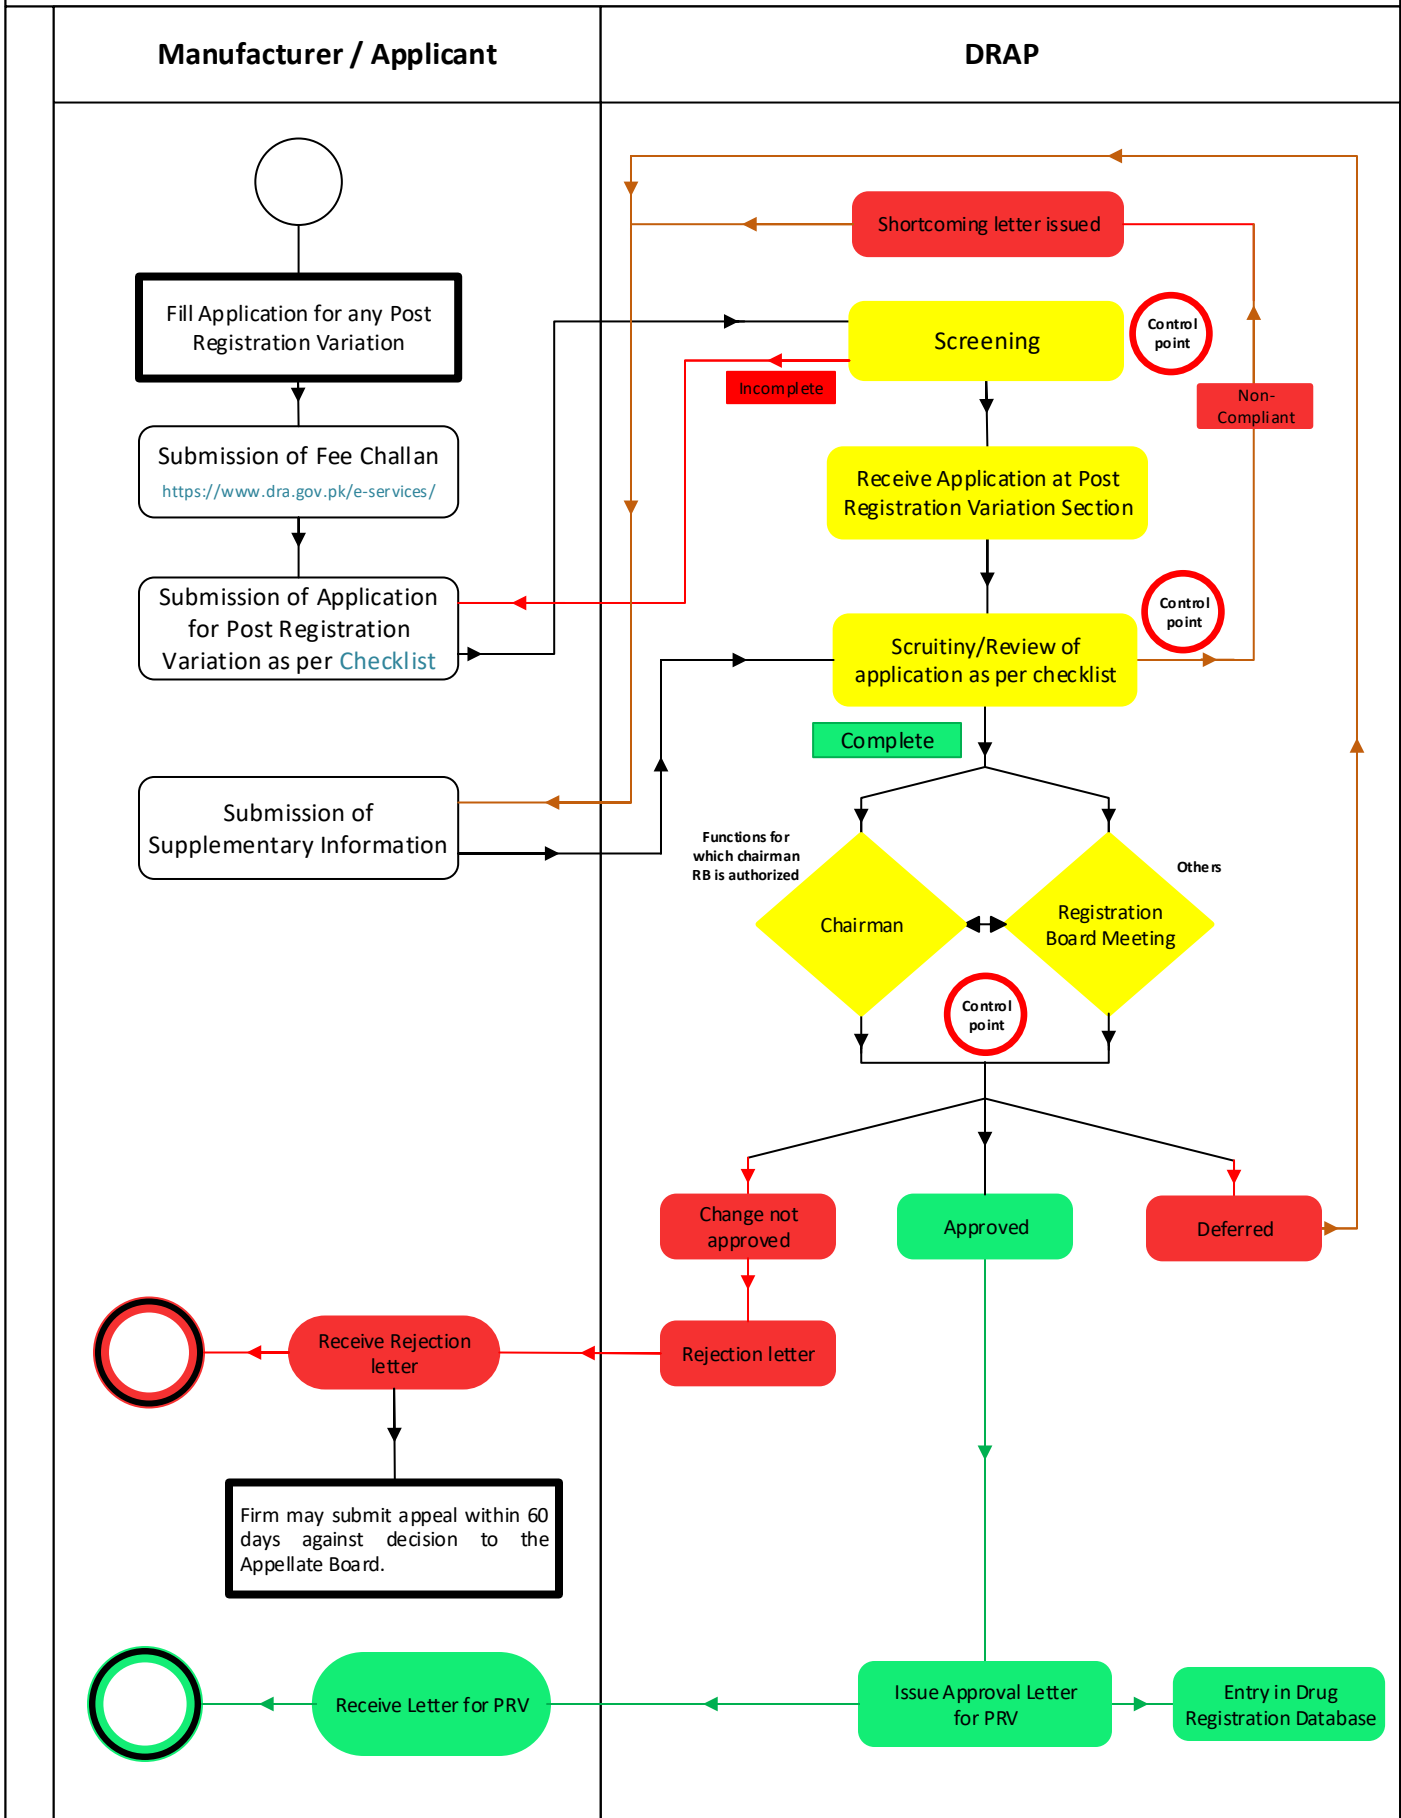 Manufacturer / Applicant
DRAP
Shortcoming letter issued
Fill Application for any Post
Registration Variation
Screening
Control
point
Incomplete
Non-
Compliant
Submission of Fee Challan
https://www.dra.gov.pk/e-services/
Receive Application at Post
Registration Variation Section
Submission of Application
for Post Registration
Variation as per Checklist
Control
point
Scrutiny/Review of
application as per checklist
Complete
Submission of
Supplementary Information
Functions for
which chairman
RB is authorized
Others
Chairman
Registration
Board Meeting
Control
point
Change not
approved
Approved
Deferred
Receive Rejection
letter
Rejection letter
Firm may submit appeal within 60
days against decision to the
Appellate Board.
Receive Letter for PRV
Issue Approval Letter
for PRV
Entry in Drug
Registration Database